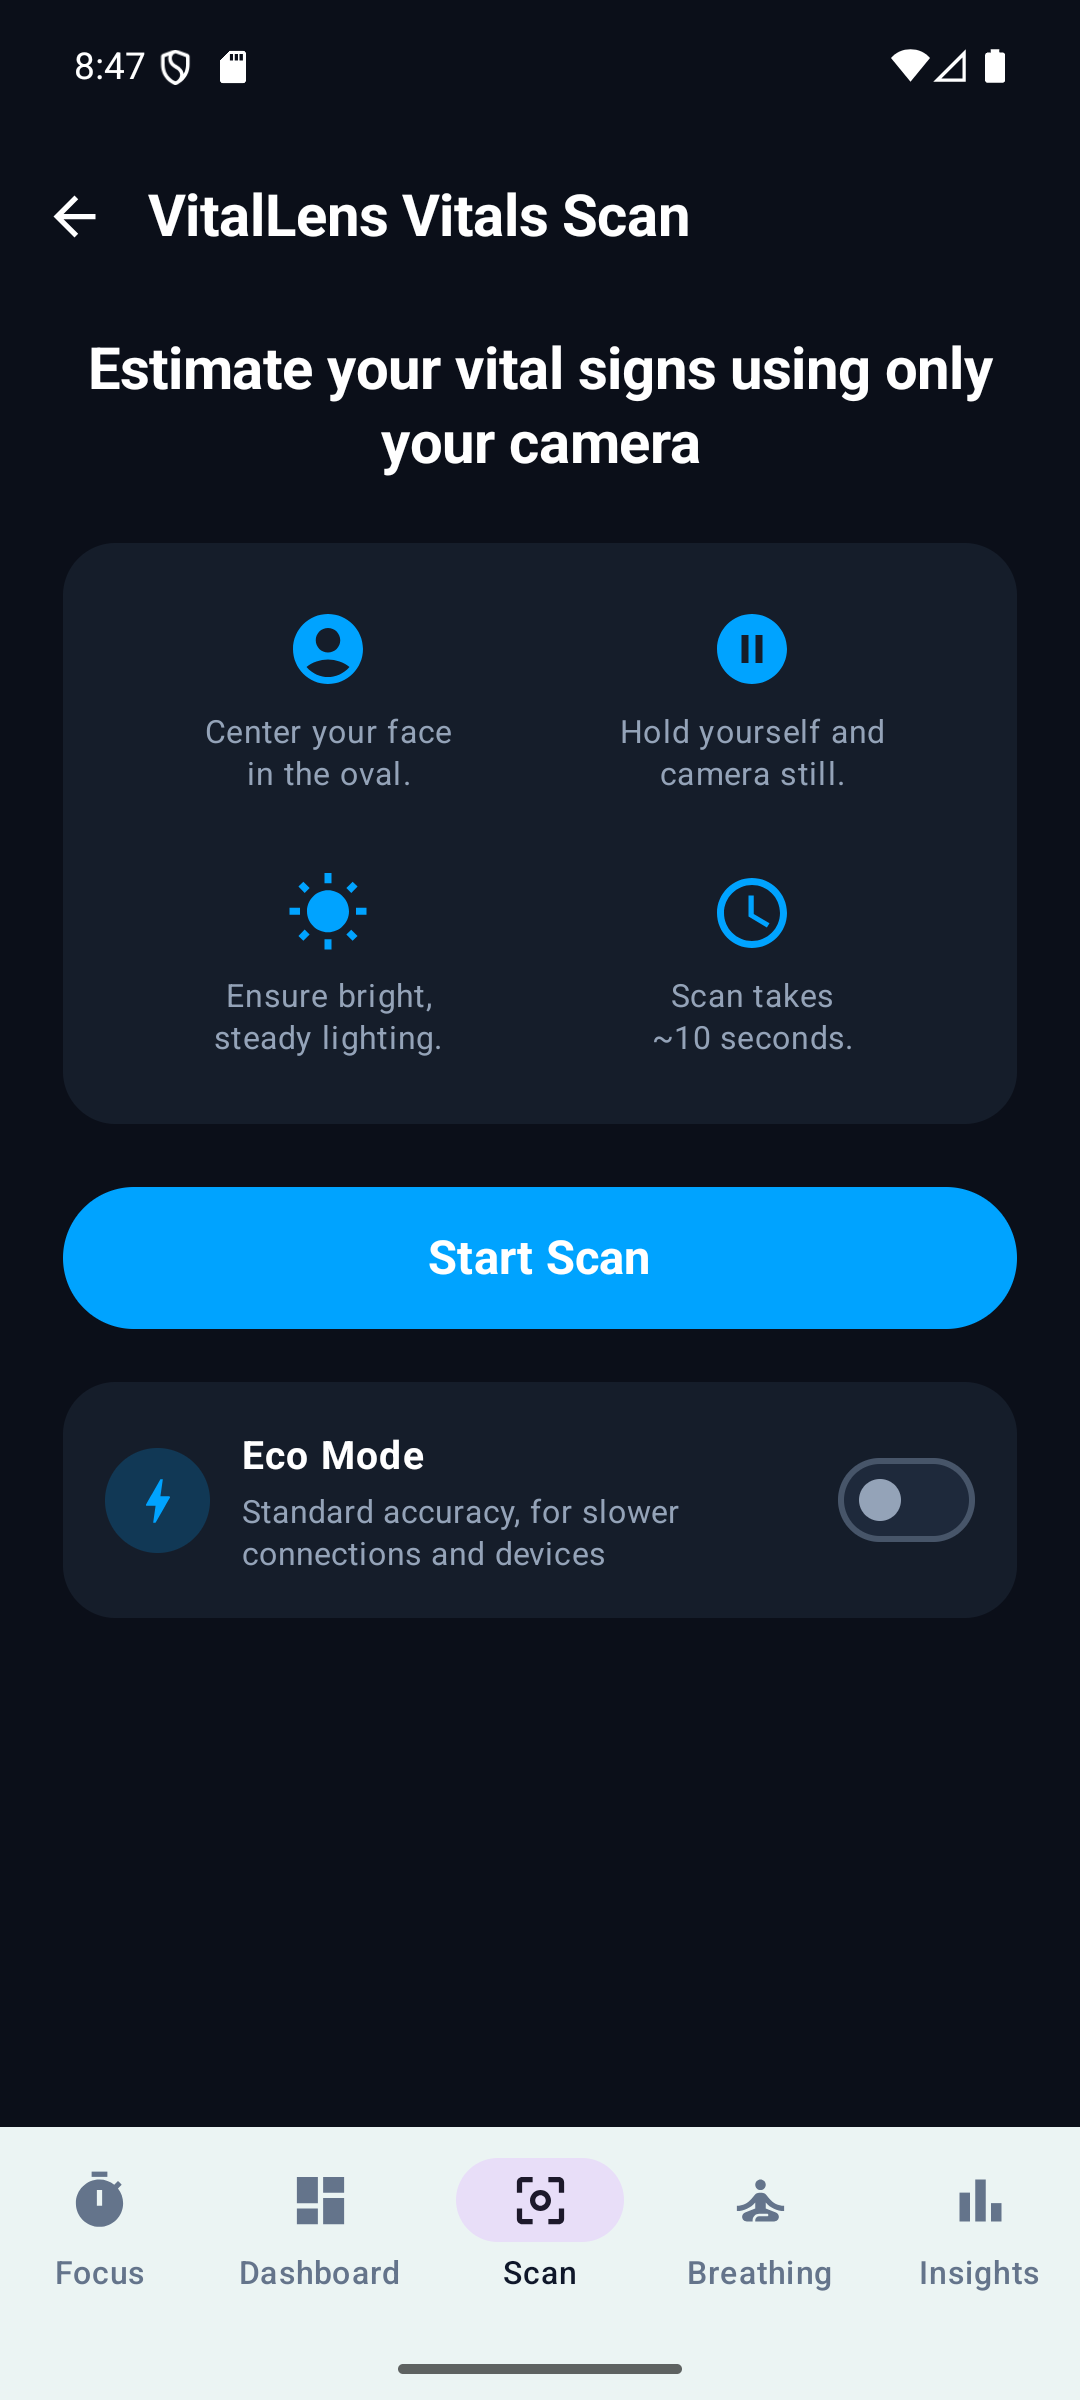 8:47
VitalLens Vitals Scan
Estimate your vital signs using only
your camera
Center your face
in the oval.
Hold yourself and
camera still.
Ensure bright,
steady lighting.
Scan takes
~10 seconds.
Start Scan
Eco Mode
Standard accuracy, for slower
connections and devices
Focus
Dashboard
Scan
Breathing
Insights